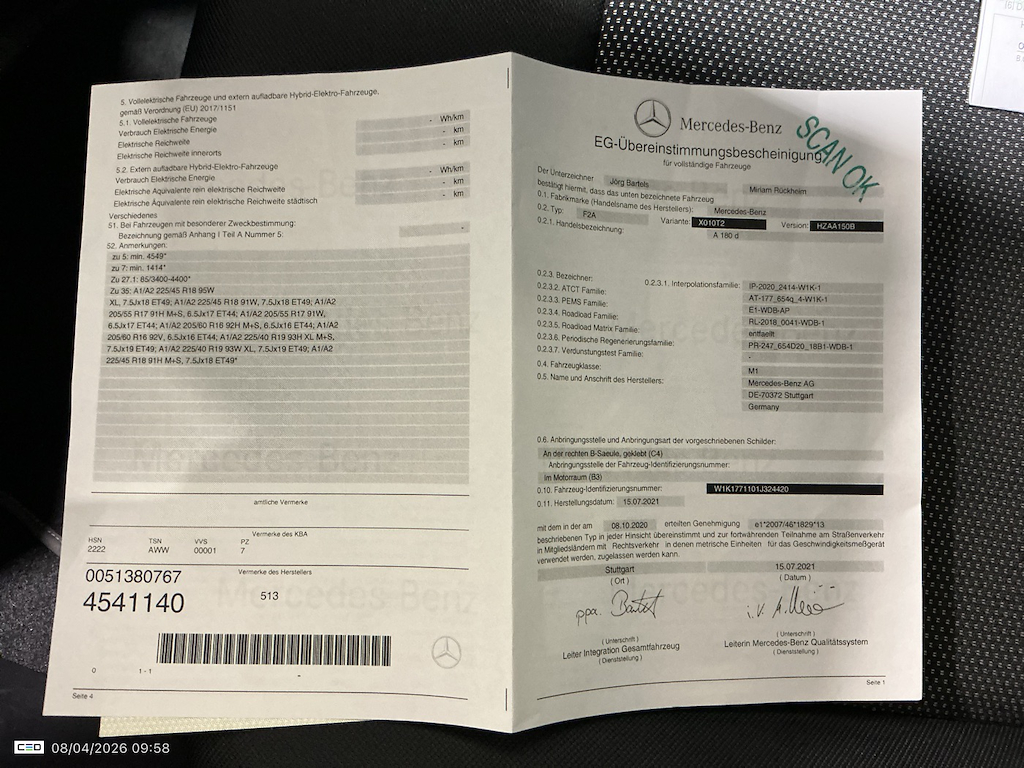 5. Vollelektrische Fahrzeuge und extern aufladbare Hybrid-Elektro-Fahrzeuge,
gemäß Verordnung (EU) 2017/1151
5.1. Vollelektrische Fahrzeuge
Verbrauch Elektrische Energie - Wh/km
Elektrische Reichweite - km
Elektrische Reichweite innerorts - km
5.2. Extern aufladbare Hybrid-Elektro-Fahrzeuge
Verbrauch Elektrische Energie - Wh/km
Elektrische Äquivalente rein elektrische Reichweite - km
Elektrische Äquivalente rein elektrische Reichweite städtisch - km
Verschiedenes
51. Bei Fahrzeugen mit besonderer Zweckbestimmung:
Bezeichnung gemäß Anhang I Teil A Nummer 5: -
52. Anmerkungen:
zu 5: min. 4549*
Zu 7: min. 1414*
Zu 27.1: 85/3400-4400*
Zu 35: A1/A2 225/45 R18 95W
XL, 7.5Jx18 ET49; A1/A2 225/45 R18 91W, 7.5Jx18 ET49; A1/A2
205/55 R17 91H M+S, 6.5Jx17 ET44; A1/A2 205/55 R17 91W,
6.5Jx17 ET44; A1/A2 205/60 R16 92H M+S, 6.5Jx16 ET44; A1/A2
205/60 R16 92V, 6.5Jx16 ET44; A1/A2 225/40 R19 93H XL M+S,
7.5Jx19 ET49; A1/A2 225/40 R19 93W XL, 7.5Jx19 ET49; A1/A2
225/45 R18 91H M+S, 7.5Jx18 ET49*
amtliche Vermerke
Vermerke des KBA
HSN TSN VVS PZ
2222 AWW 00001 7
Vermerke des Herstellers
0051380767
4541140 513
0 1 - 1 -
Seite 4
Mercedes-Benz
SCAN OK
EG-Übereinstimmungsbescheinigung
für vollständige Fahrzeuge
Der Unterzeichner Jörg Bartels Miriam Rückheim
bestätigt hiermit, dass das unten bezeichnete Fahrzeug
0.1. Fabrikmarke (Handelsname des Herstellers): Mercedes-Benz
0.2. Typ: F2A Variante: X010T2 Version: HZAA150B
0.2.1. Handelsbezeichnung: A 180 d
0.2.3. Bezeichner:
0.2.3.1. Interpolationsfamilie: IP-2020_2414-W1K-1
0.2.3.2. ATCT Familie: AT-177_654q_4-W1K-1
0.2.3.3. PEMS Familie: E1-WDB-AP
0.2.3.4. Roadload Familie: RL-2018_0041-WDB-1
0.2.3.5. Roadload Matrix Familie: entfaellt
0.2.3.6. Periodische Regenerierungsfamilie: PR-247_654D20_18B1-WDB-1
0.2.3.7. Verdunstungstest Familie: -
0.4. Fahrzeugklasse: M1
0.5. Name und Anschrift des Herstellers: Mercedes-Benz AG
DE-70372 Stuttgart
Germany
0.6. Anbringungsstelle und Anbringungsart der vorgeschriebenen Schilder:
An der rechten B-Saeule, geklebt (C4)
Anbringungsstelle der Fahrzeug-Identifizierungsnummer:
im Motorraum (B3)
0.10. Fahrzeug-Identifizierungsnummer: W1K1771101J324420
0.11. Herstellungsdatum: 15.07.2021
mit dem in der am 08.10.2020 erteilten Genehmigung e1*2007/46*1829*13
beschriebenen Typ in jeder Hinsicht übereinstimmt und zur fortwährenden Teilnahme am Straßenverkehr
in Mitgliedsländern mit Rechtsverkehr in denen metrische Einheiten für das Geschwindigkeitsmeßgerät
verwendet werden, zugelassen werden kann.
Stuttgart 15.07.2021
( Ort ) ( Datum )
ppa. i.V.
( Unterschrift ) ( Unterschrift )
Leiter Integration Gesamtfahrzeug Leiterin Mercedes-Benz Qualitätssystem
( Dienststellung ) ( Dienststellung )
Seite 1
08/04/2026 09:58